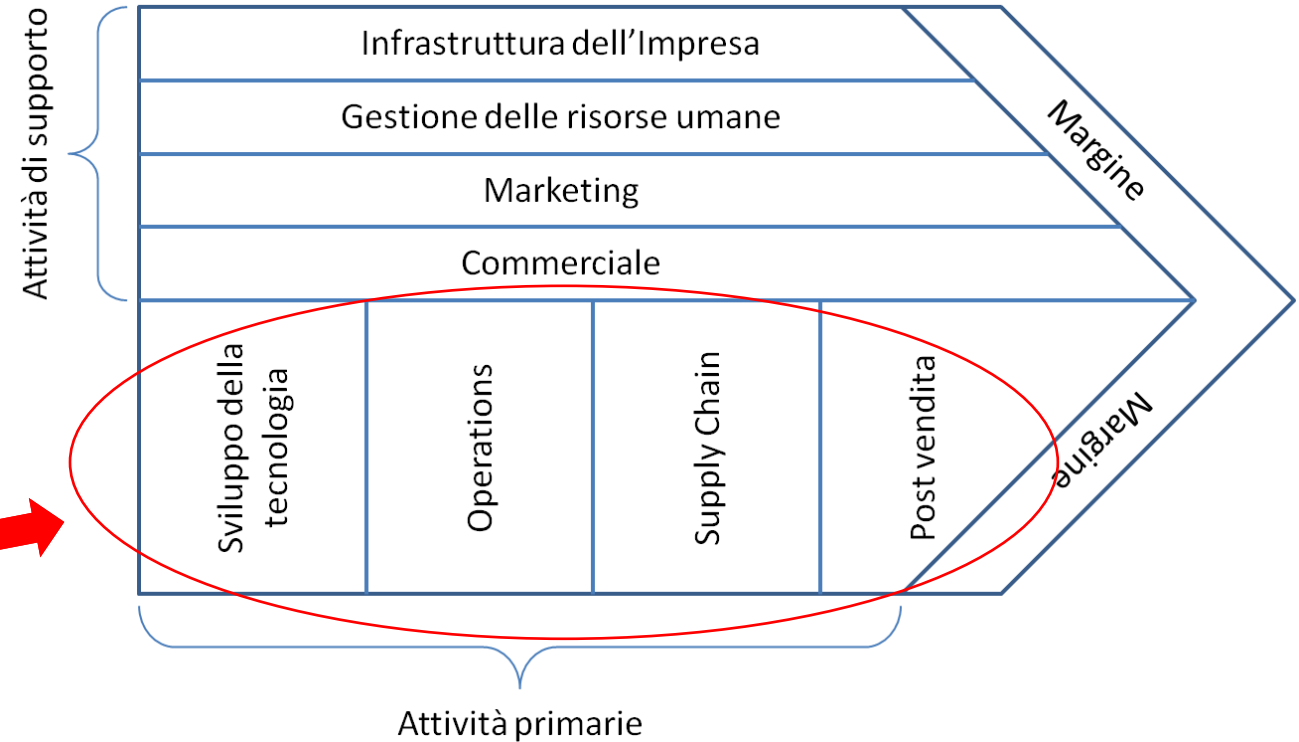 Attività di supporto
Infrastruttura dell’Impresa
Gestione delle risorse umane
Marketing
Commerciale
Margine
Sviluppo della
tecnologia
Operations
Supply Chain
Post vendita
Margine
Attività primarie